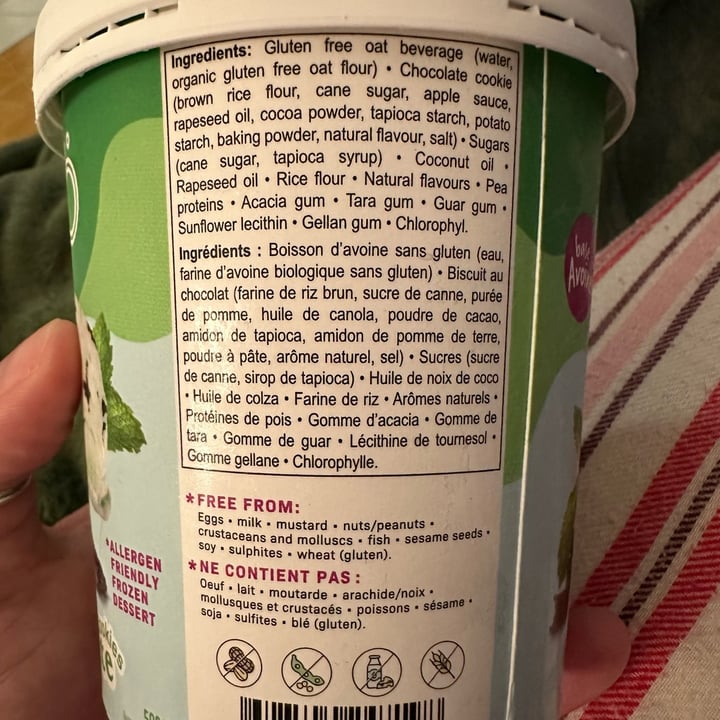 Ingredients: Gluten free oat beverage (water,
organic gluten free oat flour) • Chocolate cookie
(brown rice flour, cane sugar, apple sauce,
rapeseed oil, cocoa powder, tapioca starch, potato
starch, baking powder, natural flavour, salt) • Sugars
(cane sugar, tapioca syrup) • Coconut oil •
Rapeseed oil • Rice flour • Natural flavours • Pea
proteins • Acacia gum • Tara gum • Guar gum •
Sunflower lecithin • Gellan gum • Chlorophyl.
Ingrédients : Boisson d'avoine sans gluten (eau,
farine d'avoine biologique sans gluten) • Biscuit au
chocolat (farine de riz brun, sucre de canne, purée
de pomme, huile de canola, poudre de cacao,
amidon de tapioca, amidon de pomme de terre,
poudre à pâte, arôme naturel, sel) • Sucres (sucre
de canne, sirop de tapioca) • Huile de noix de coco
• Huile de colza • Farine de riz • Arômes naturels •
Protéines de pois • Gomme d'acacia • Gomme de
tara • Gomme de guar • Lécithine de tournesol •
Gomme gellane • Chlorophylle.
*FREE FROM:
Eggs • milk • mustard • nuts/peanuts •
crustaceans and molluscs • fish • sesame seeds •
soy • sulphites • wheat (gluten).
*NE CONTIENT PAS :
Oeuf • lait • moutarde • arachide/noix •
mollusques et crustacés • poissons • sésame •
soja • sulfites • blé (gluten).
*ALLERGEN
FRIENDLY
FROZEN
DESSERT